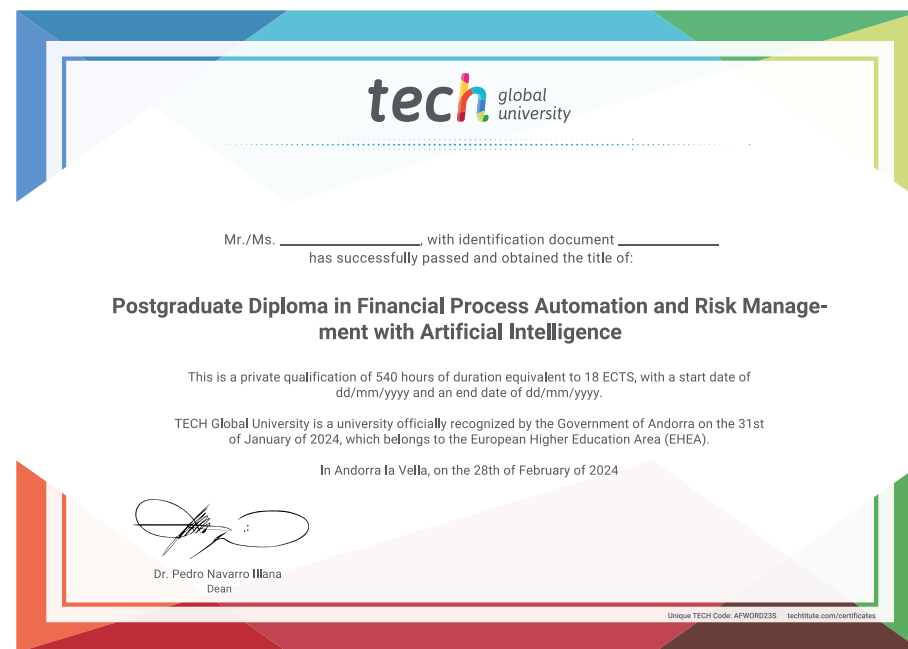 tech global
university
Mr./Ms. ____________________, with identification document ______________
has successfully passed and obtained the title of:
Postgraduate Diploma in Financial Process Automation and Risk Manage-
ment with Artificial Intelligence
This is a private qualification of 540 hours of duration equivalent to 18 ECTS, with a start date of
dd/mm/yyyy and an end date of dd/mm/yyyy.
TECH Global University is a university officially recognized by the Government of Andorra on the 31st
of January of 2024, which belongs to the European Higher Education Area (EHEA).
In Andorra la Vella, on the 28th of February of 2024
Dr. Pedro Navarro Illana
Dean
Unique TECH Code: AFWORD23S techtitute.com/certificates